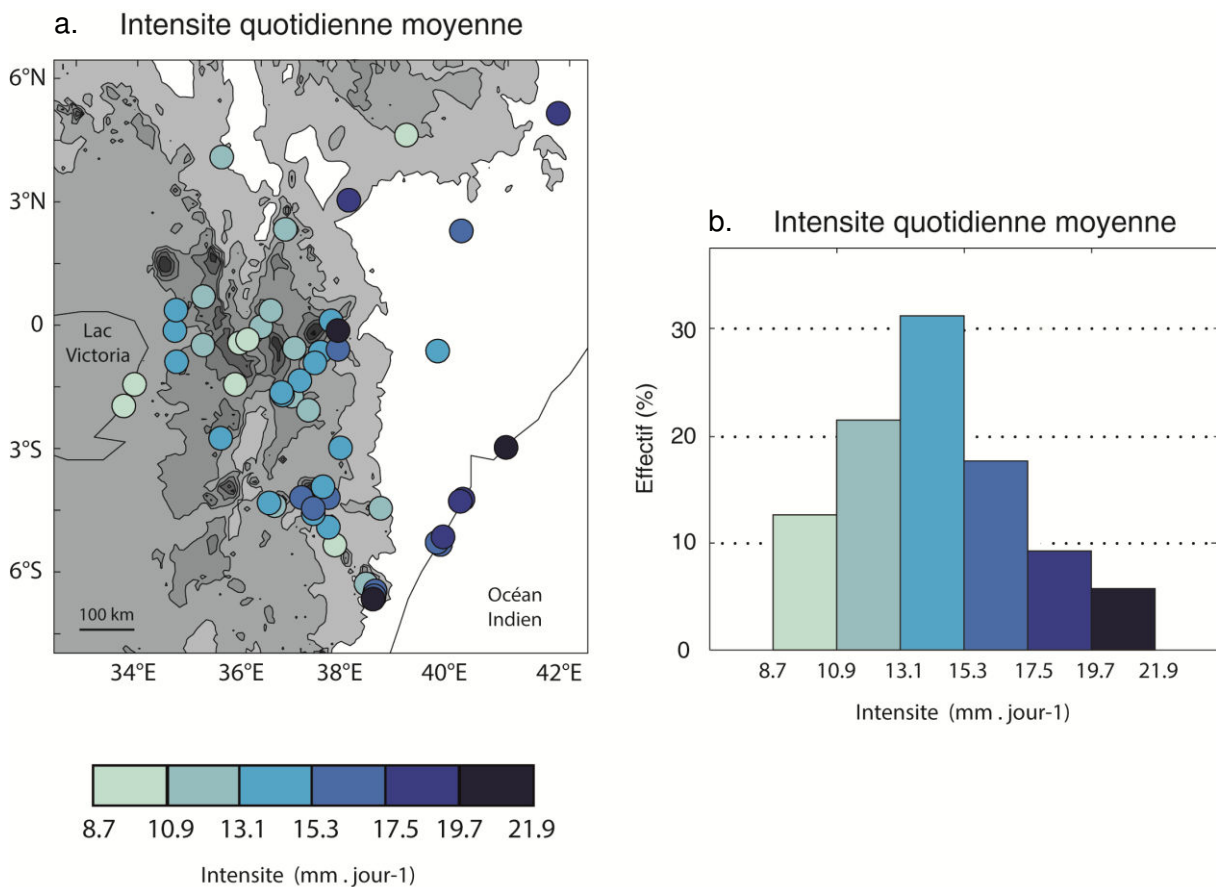 a. Intensite quotidienne moyenne
6°N
3°N
0
3°S
6°S
Lac
Victoria
100 km
Océan
Indien
34°E 36°E 38°E 40°E 42°E
8.7 10.9 13.1 15.3 17.5 19.7 21.9
Intensite (mm . jour-1)
b. Intensite quotidienne moyenne
Effectif (%)
30
20
10
0
8.7 10.9 13.1 15.3 17.5 19.7 21.9
Intensite (mm . jour-1)